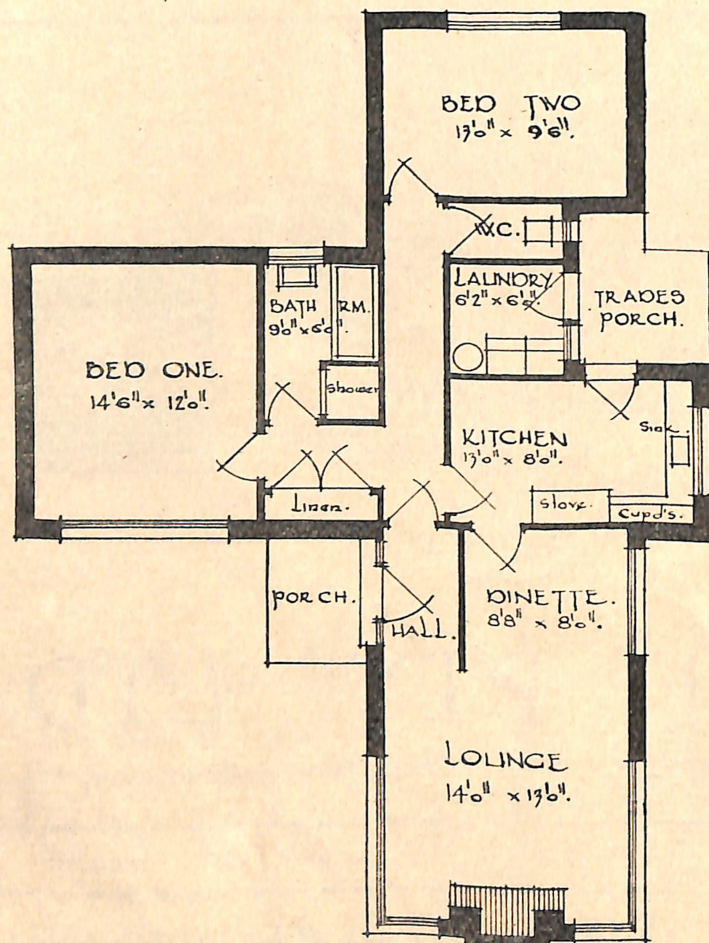 BED TWO
13'0" x 9'6".
W.C.
LAUNDRY
6'2" x 6'6".
TRADES
PORCH.
BATH RM.
9'0" x 6'0".
Shower
BED ONE.
14'6" x 12'0".
KITCHEN
13'0" x 8'0".
Sink.
Stove.
Cupd's.
Linen.
PORCH.
HALL.
DINETTE.
8'8" x 8'0".
LOUNGE
14'0" x 13'0".